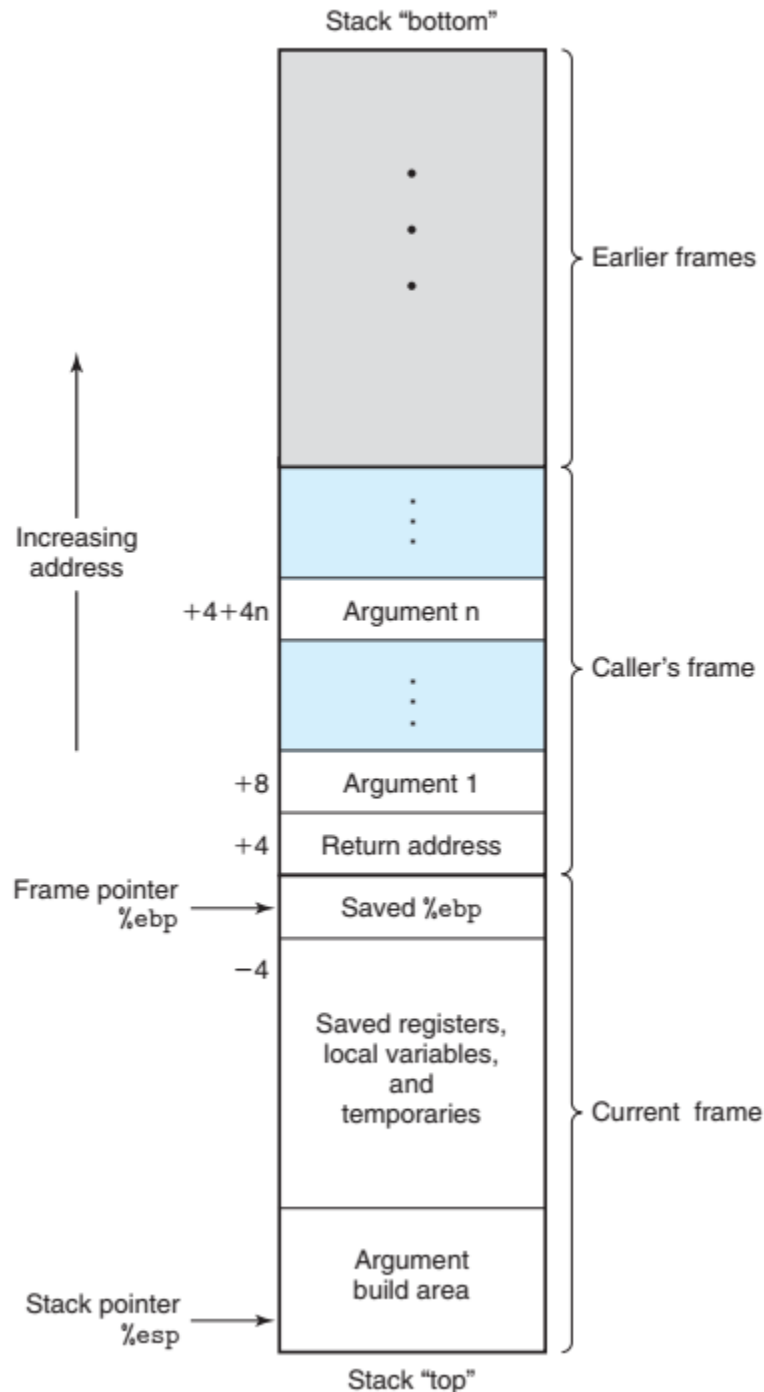 Stack “bottom”
Earlier frames
Increasing
address
+4+4n
Argument n
Caller’s frame
+8
Argument 1
+4
Return address
Frame pointer
%ebp
Saved %ebp
−4
Saved registers,
local variables,
and
temporaries
Current frame
Argument
build area
Stack pointer
%esp
Stack “top”